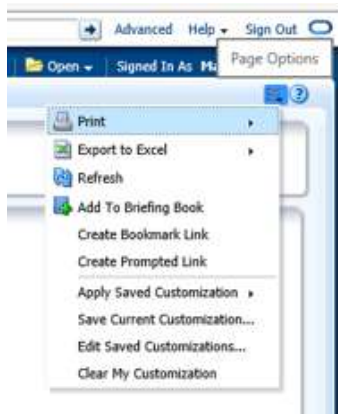 Advanced Help Sign Out
Open Signed In As Ma
Page Options
Print
Export to Excel
Refresh
Add To Briefing Book
Create Bookmark Link
Create Prompted Link
Apply Saved Customization
Save Current Customization...
Edit Saved Customizations...
Clear My Customization